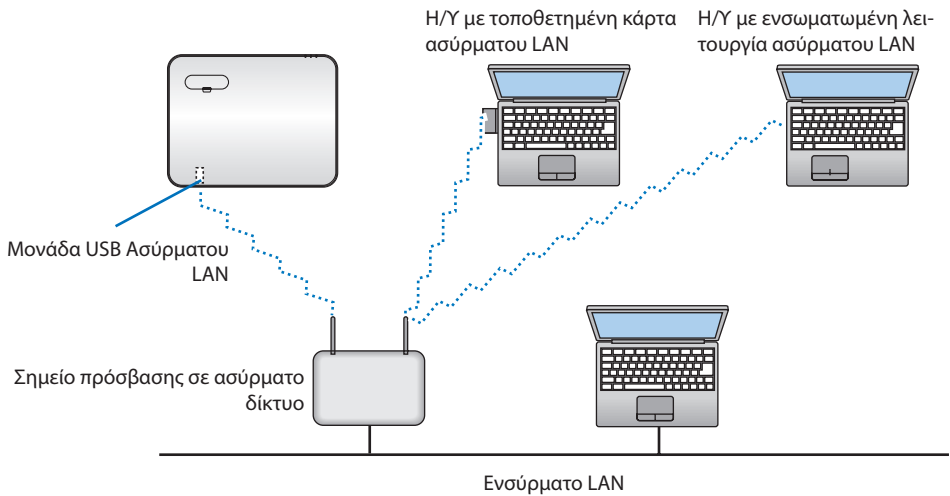 Η/Υ με τοποθετημένη κάρτα
ασύρματου LAN
Η/Υ με ενσωματωμένη λει-
τουργία ασύρματου LAN
Μονάδα USB Ασύρματου
LAN
Σημείο πρόσβασης σε ασύρματο
δίκτυο
Ενσύρματο LAN